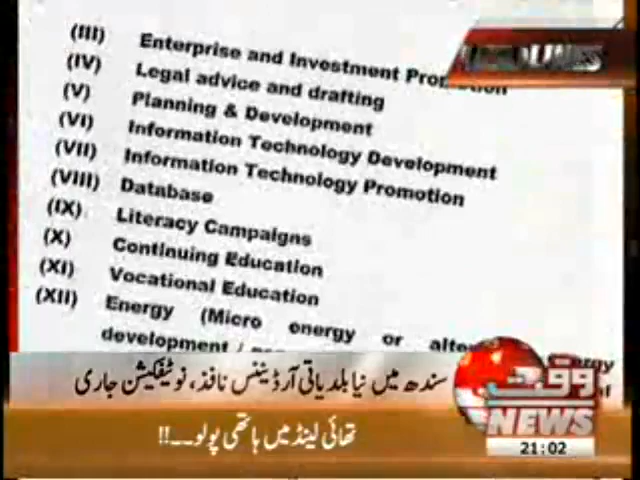 (III) Enterprise and Investment
(IV) Legal advice and drafting
(V) Planning & Development
(VI) Information Technology Development
(VII) Information Technology Promotion
(VIII) Database
(IX) Literacy Campaigns
(X) Continuing Education
(XI) Vocational Education
(XII) Energy (Micro energy or
development /
سندھ میں نیا بلدیاتی آرڈیننس نافذ، نوٹیفکیشن جاری
وقت
NEWS
تھائی لینڈ میں ہاتھی پولو۔۔!!
21:02